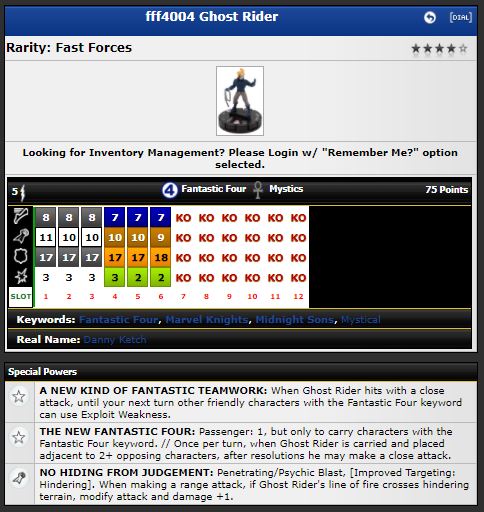 fff4004 Ghost Rider
[DIAL]
Rarity: Fast Forces
Looking for Inventory Management? Please Login w/ "Remember Me?" option
selected.
5 4 Fantastic Four Mystics 75 Points
8 8 8 7 7 7 KO KO KO KO KO KO
11 10 10 10 10 9 KO KO KO KO KO KO
17 17 17 17 17 18 KO KO KO KO KO KO
3 3 3 3 2 2 KO KO KO KO KO KO
SLOT 1 2 3 4 5 6 7 8 9 10 11 12
Keywords: Fantastic Four, Marvel Knights, Midnight Sons, Mystical
Real Name: Danny Ketch
Special Powers
A NEW KIND OF FANTASTIC TEAMWORK: When Ghost Rider hits with a close
attack, until your next turn other friendly characters with the Fantastic Four keyword
can use Exploit Weakness.
THE NEW FANTASTIC FOUR: Passenger: 1, but only to carry characters with the
Fantastic Four keyword. // Once per turn, when Ghost Rider is carried and placed
adjacent to 2+ opposing characters, after resolutions he may make a close attack.
NO HIDING FROM JUDGEMENT: Penetrating/Psychic Blast, [Improved Targeting:
Hindering]. When making a range attack, if Ghost Rider's line of fire crosses hindering
terrain, modify attack and damage +1.